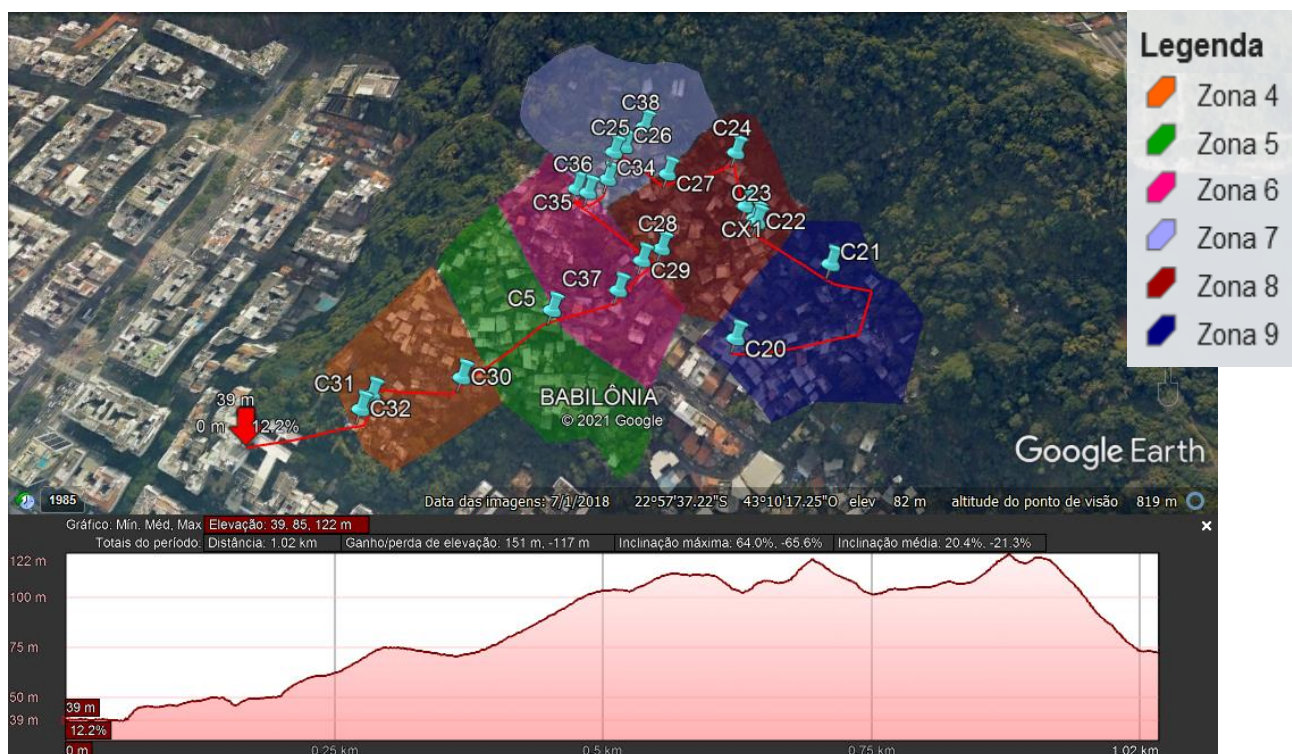 Legenda
Zona 4
Zona 5
Zona 6
Zona 7
Zona 8
Zona 9
C38
C25 C26
C24
C36 C34
C27
C35
C23
C28
CX1 C22
C21
C29
C37
C5
C20
C31 C30
C32
39 m
0 m 12.2%
BABILÔNIA
© 2021 Google
Google Earth
1985
Data das imagens: 7/1/2018 22°57'37.22"S 43°10'17.25"O elev 82 m altitude do ponto de visão 819 m
Gráfico: Mín, Méd, Max Elevação: 39, 85, 122 m
Totais do período: Distância: 1.02 km Ganho/perda de elevação: 151 m, -117 m Inclinação máxima: 64.0%, -65.6% Inclinação média: 20.4%, -21.3%
122 m
100 m
75 m
50 m
39 m
39 m
12.2%
0 m 0.25 km 0.5 km 0.75 km 1.02 km